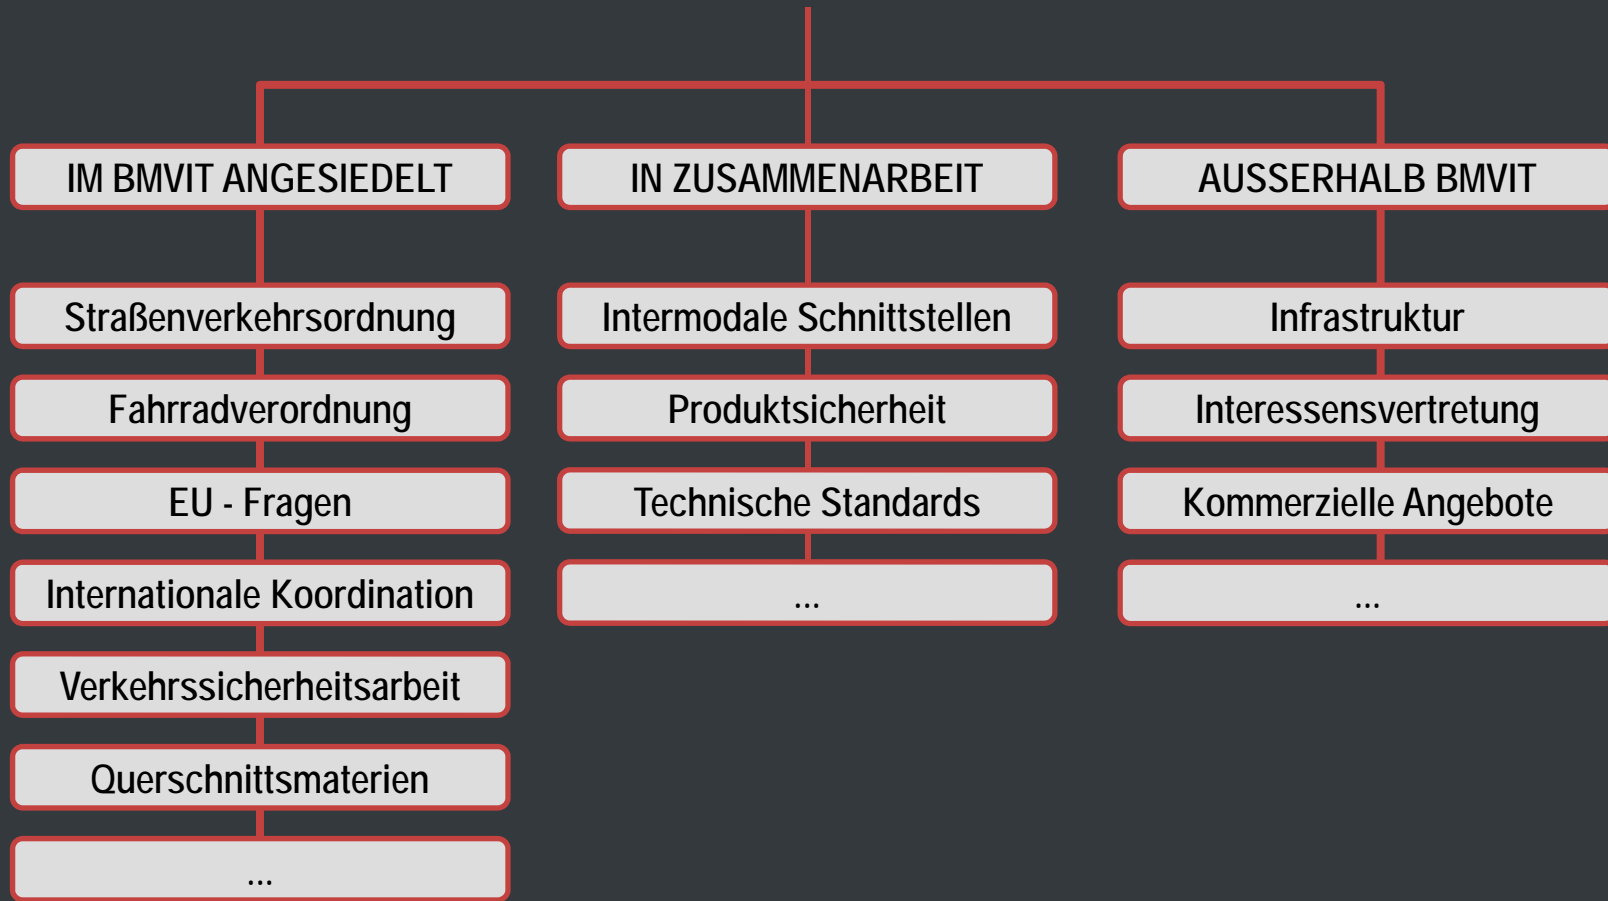 IM BMVIT ANGESIEDELT
Straßenverkehrsordnung
Fahrradverordnung
EU - Fragen
Internationale Koordination
Verkehrssicherheitsarbeit
Querschnittsmaterien
...
IN ZUSAMMENARBEIT
Intermodale Schnittstellen
Produktsicherheit
Technische Standards
...
AUSSERHALB BMVIT
Infrastruktur
Interessensvertretung
Kommerzielle Angebote
...